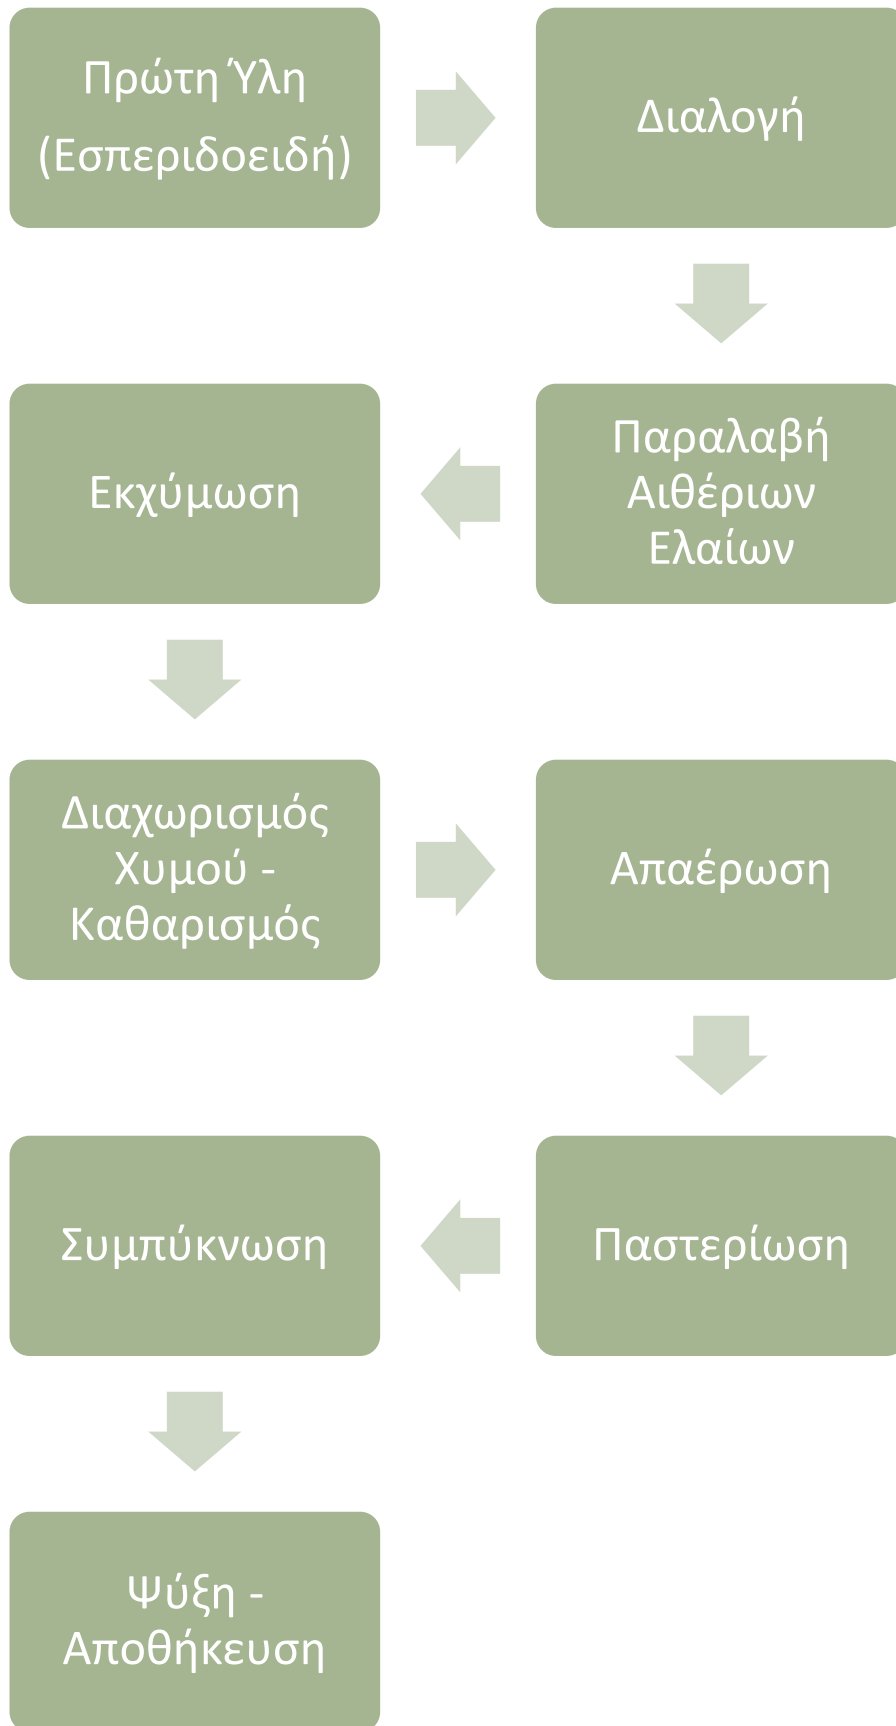 Πρώτη Ύλη
(Εσπεριδοειδή)
Διαλογή
Παραλαβή
Αιθέριων
Ελαίων
Εκχύμωση
Διαχωρισμός
Χυμού -
Καθαρισμός
Απαέρωση
Παστερίωση
Συμπύκνωση
Ψύξη -
Αποθήκευση